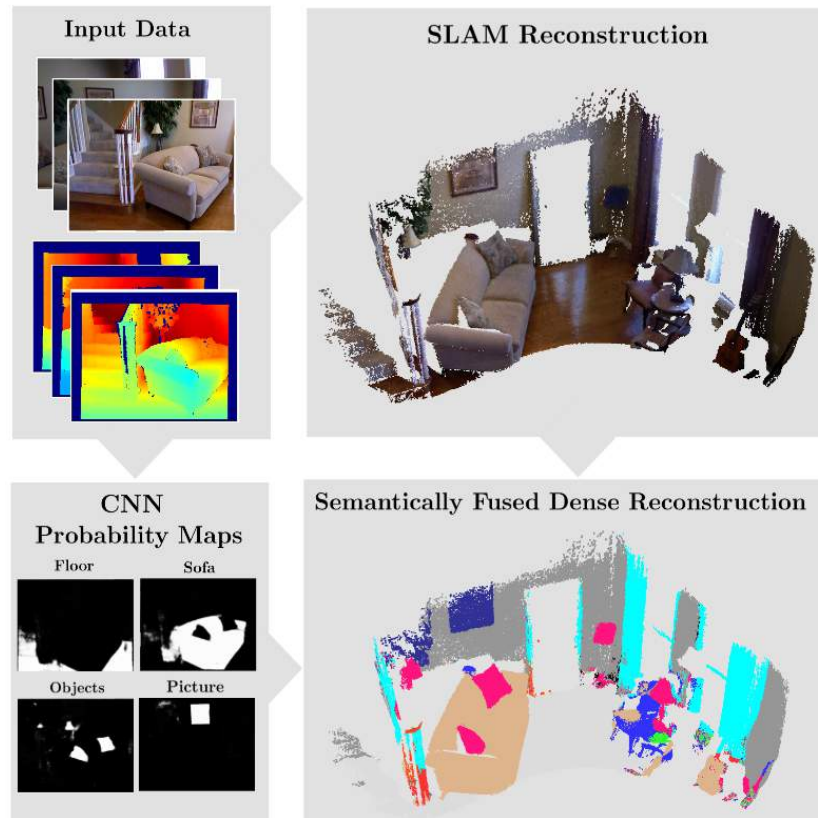 Input Data
SLAM Reconstruction
CNN
Probability Maps
Floor
Sofa
Objects
Picture
Semantically Fused Dense Reconstruction